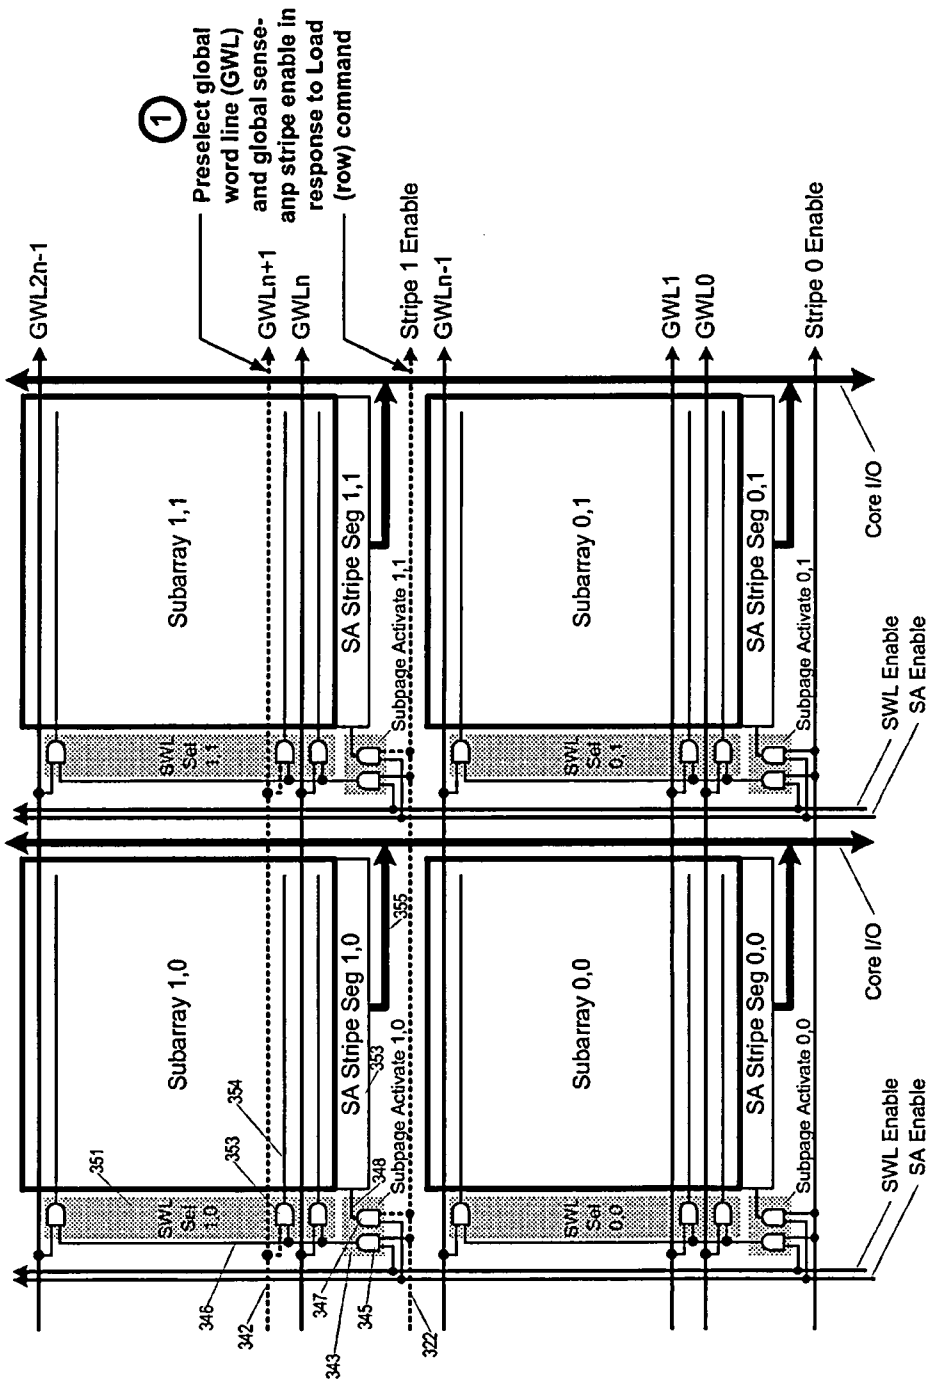 1
Preselect global
word line (GWL)
and global sense-
anp stripe enable in
response to Load
(row) command
GWL2n-1
GWLn+1
GWLn
Stripe 1 Enable
GWLn-1
GWL1
GWL0
Stripe 0 Enable
Subarray 1,0
351
354
353
SWL
Set
1,0
346
342
347
343
345
322
SA Stripe Seg 1,0
353
348
Subpage Activate 1,0
355
Subarray 1,1
SWL
Set
1,1
SA Stripe Seg 1,1
Subpage Activate 1,1
Subarray 0,0
SWL
Set
0,0
SA Stripe Seg 0,0
Subpage Activate 0,0
Subarray 0,1
SWL
Set
0,1
SA Stripe Seg 0,1
Subpage Activate 0,1
SWL Enable
SA Enable
Core I/O
SWL Enable
SA Enable
Core I/O